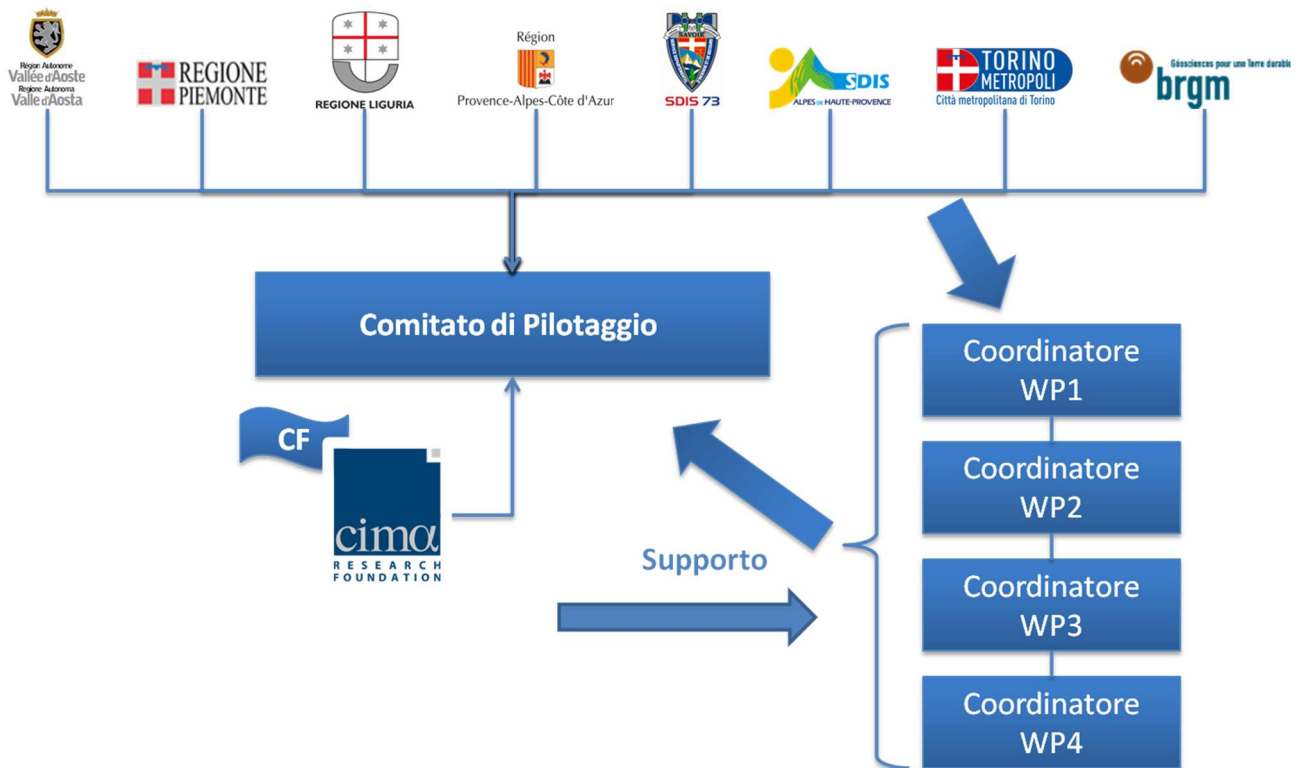 Région Autonome
Vallée d'Aoste
Regione Autonoma
Valle d'Aosta
REGIONE
PIEMONTE
REGIONE LIGURIA
Région
Provence-Alpes-Côte d'Azur
SAVOIE
SDIS 73
SDIS
ALPES DE HAUTE-PROVENCE
TORINO
METROPOLI
Città metropolitana di Torino
Géosciences pour une Terre durable
brgm
Comitato di Pilotaggio
CF
cimα
RESEARCH
FOUNDATION
Supporto
Coordinatore
WP1
Coordinatore
WP2
Coordinatore
WP3
Coordinatore
WP4